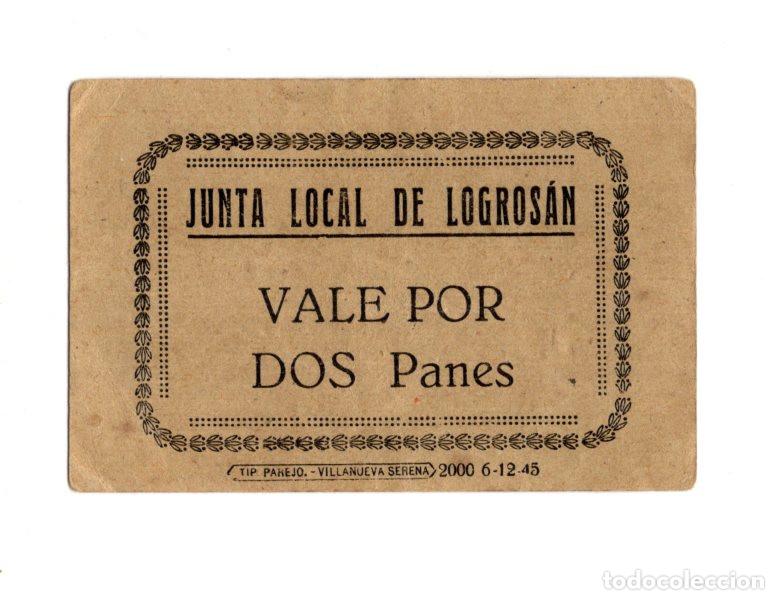 JUNTA LOCAL DE LOGROSÁN
VALE POR
DOS Panes
TIP. PAREJO. - VILLANUEVA SERENA 2000 6-12-45
todocoleccion